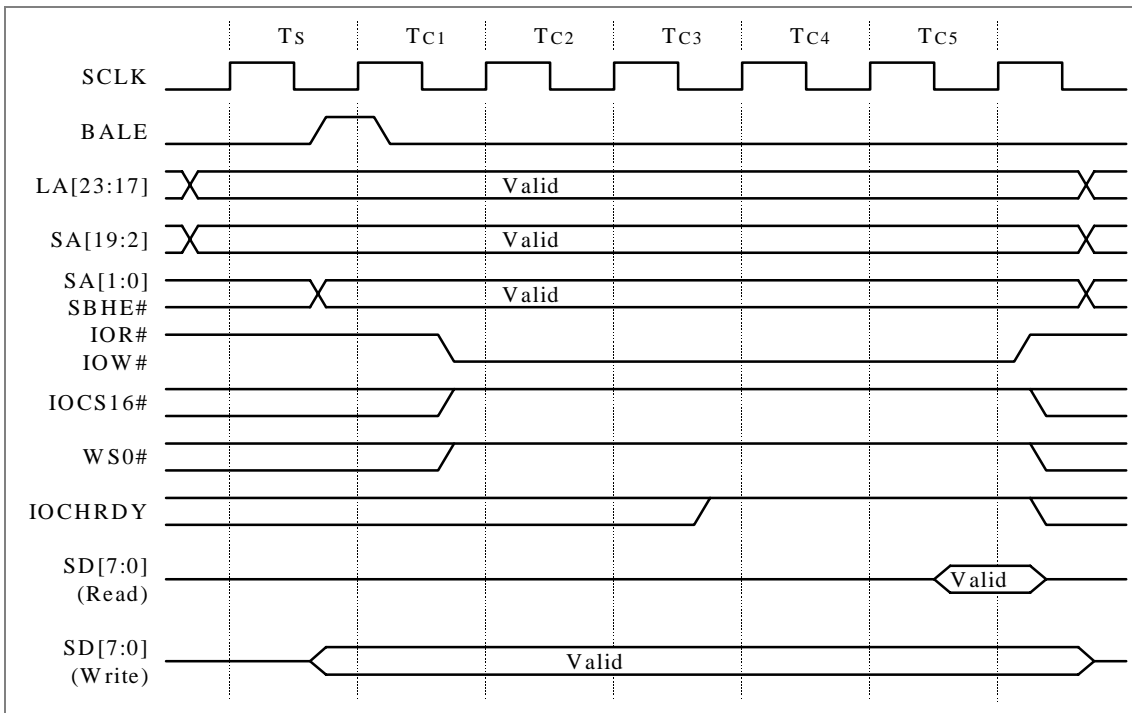 TS TC1 TC2 TC3 TC4 TC5
SCLK
BALE
LA[23:17] Valid
SA[19:2] Valid
SA[1:0]
SBHE# Valid
IOR#
IOW#
IOCS16#
WS0#
IOCHRDY
SD[7:0]
(Read) Valid
SD[7:0]
(Write) Valid